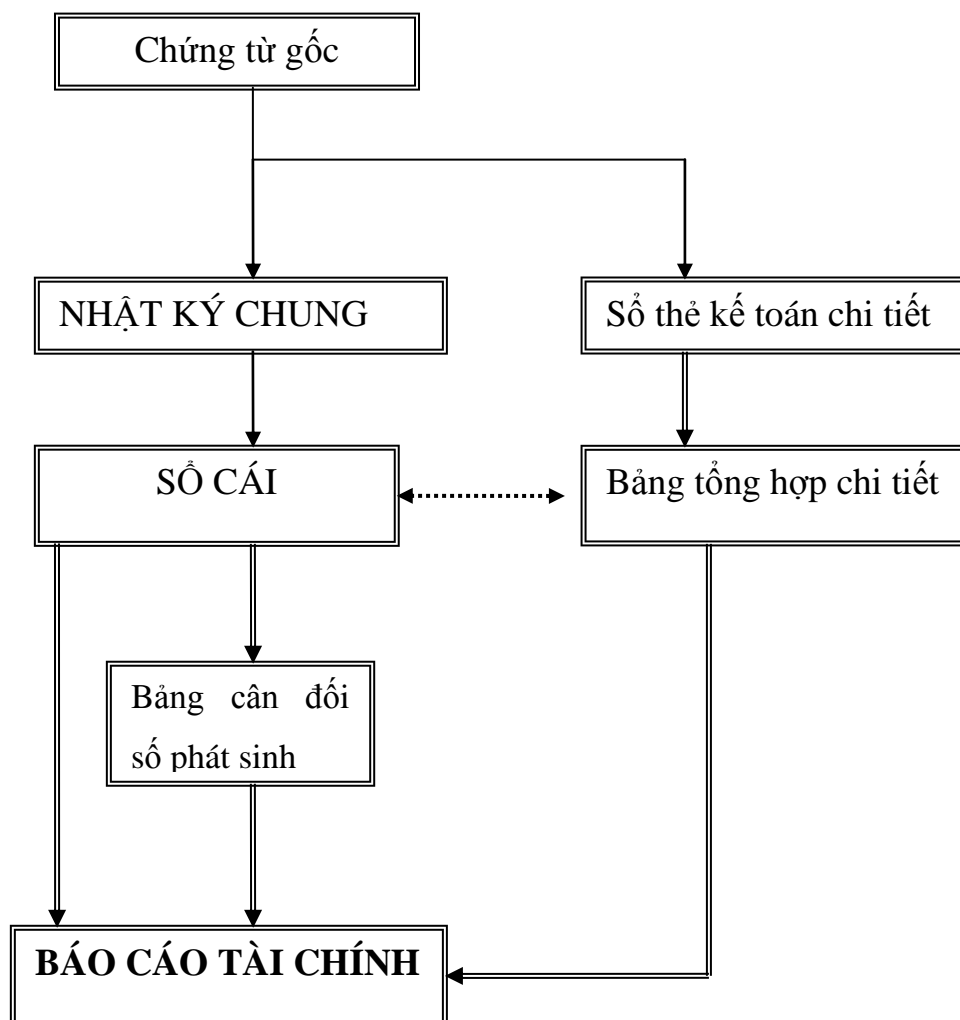 Chứng từ gốc
NHẬT KÝ CHUNG
Sổ thẻ kế toán chi tiết
SỔ CÁI
Bảng tổng hợp chi tiết
Bảng cân đối
số phát sinh
BÁO CÁO TÀI CHÍNH